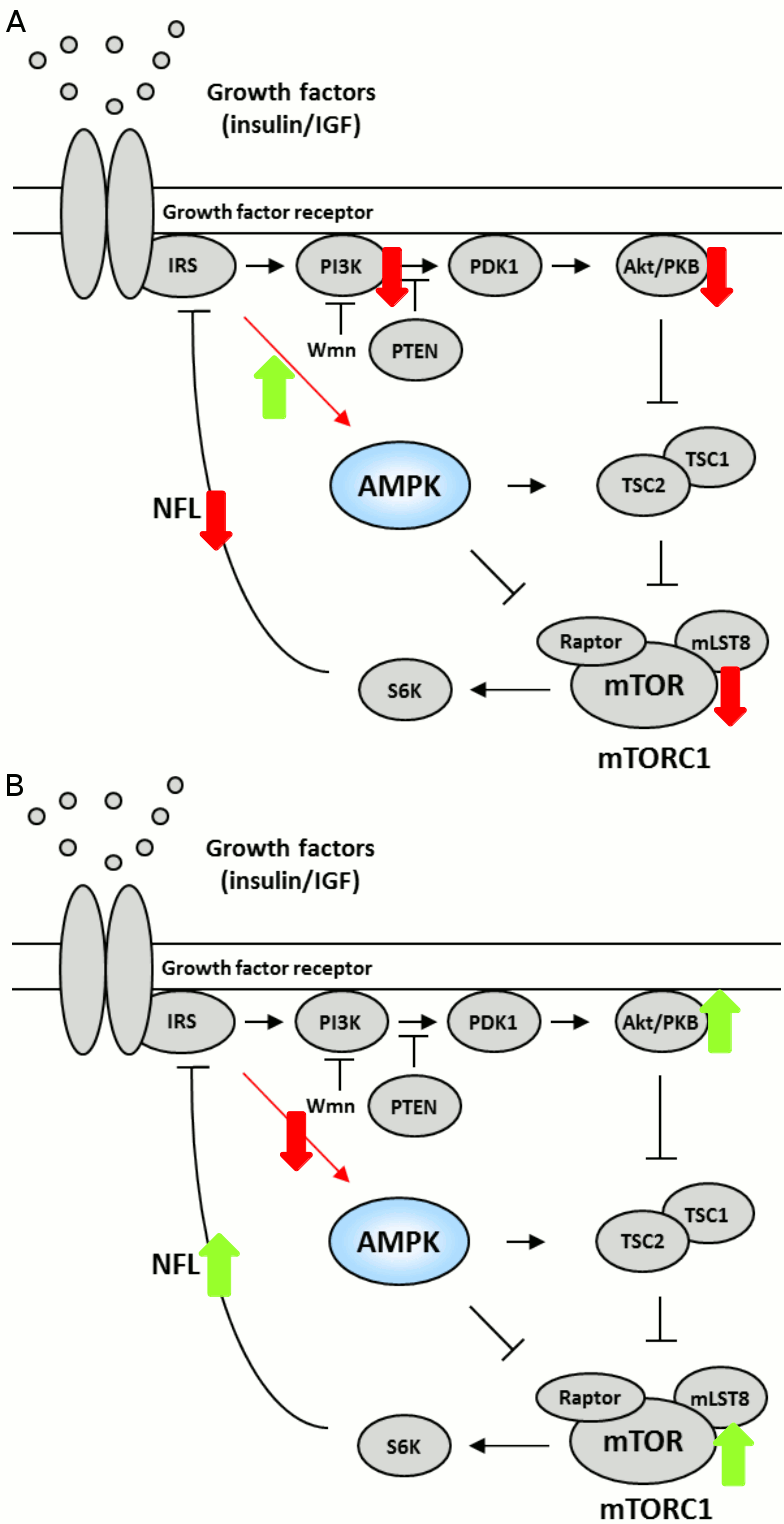 A
Growth factors
(insulin/IGF)
Growth factor receptor
IRS
PI3K
PDK1
Akt/PKB
Wmn
PTEN
TSC1
AMPK
TSC2
NFL
Raptor
mLST8
S6K
mTOR
mTORC1
B
Growth factors
(insulin/IGF)
Growth factor receptor
IRS
PI3K
PDK1
Akt/PKB
Wmn
PTEN
TSC1
AMPK
TSC2
NFL
Raptor
mLST8
S6K
mTOR
mTORC1